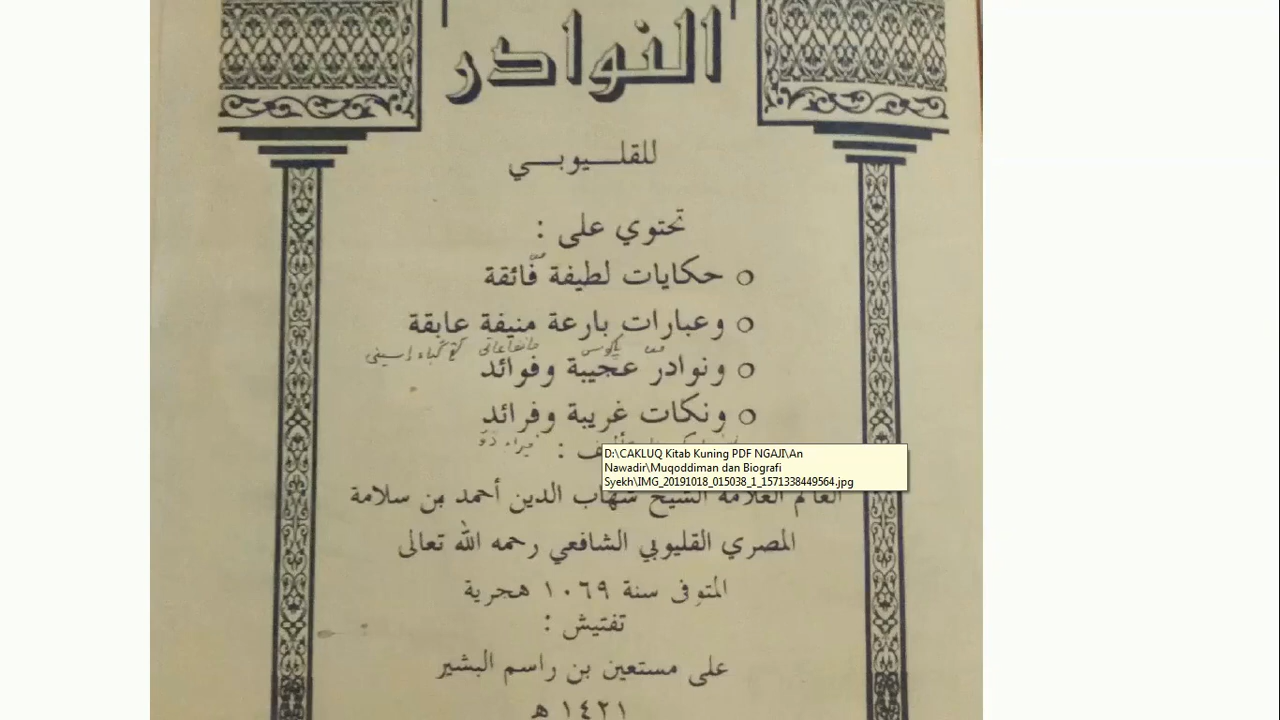 النوادر
للقليوبي
تحتوي على :
○ حكايات لطيفة فائقة
○ وعبارات بارعة منيفة عابقة
○ ونوادر عجيبة وفوائد
○ ونكات غريبة وفرائد
D:\CAKLUQ Kitab Kuning PDF NGAJI\An
Nawadir\Muqoddiman dan Biografi
Syekh\IMG_20191018_015038_1_1571338449564.jpg
العالم العلامة الشيخ شهاب الدين أحمد بن سلامة
المصري القليوبي الشافعي رحمه الله تعالى
المتوفى سنة ١٠٦٩ هجرية
تفتيش :
على مستعين بن راسم البشير
١٤٢١ هـ